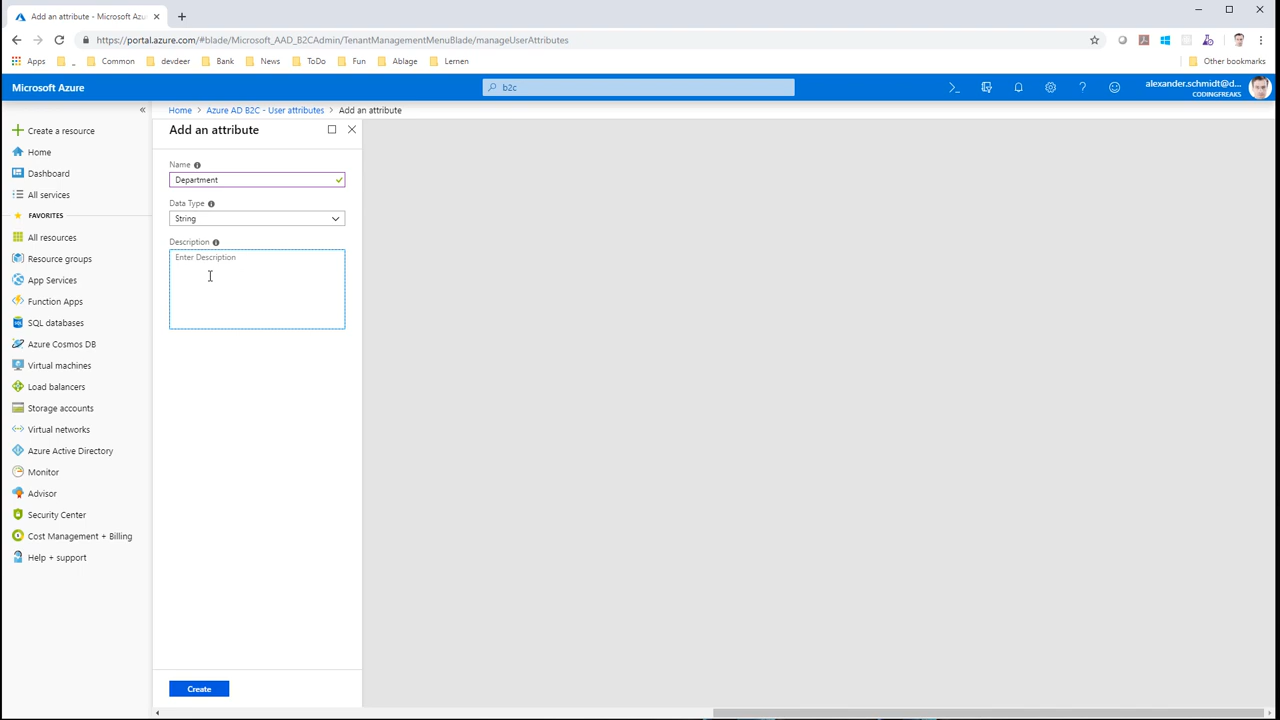 Add an attribute - Microsoft Azu
https://portal.azure.com/#blade/Microsoft_AAD_B2CAdmin/TenantManagementMenuBlade/manageUserAttributes
Apps _ Common devdeer Bank News ToDo Fun Ablage Lernen Other bookmarks
Microsoft Azure b2c alexander.schmidt@d...
CODINGFREAKS
Home > Azure AD B2C - User attributes > Add an attribute
Create a resource
Home
Dashboard
All services
FAVORITES
All resources
Resource groups
App Services
Function Apps
SQL databases
Azure Cosmos DB
Virtual machines
Load balancers
Storage accounts
Virtual networks
Azure Active Directory
Monitor
Advisor
Security Center
Cost Management + Billing
Help + support
Add an attribute
Name
Department
Data Type
String
Description
Enter Description
Create